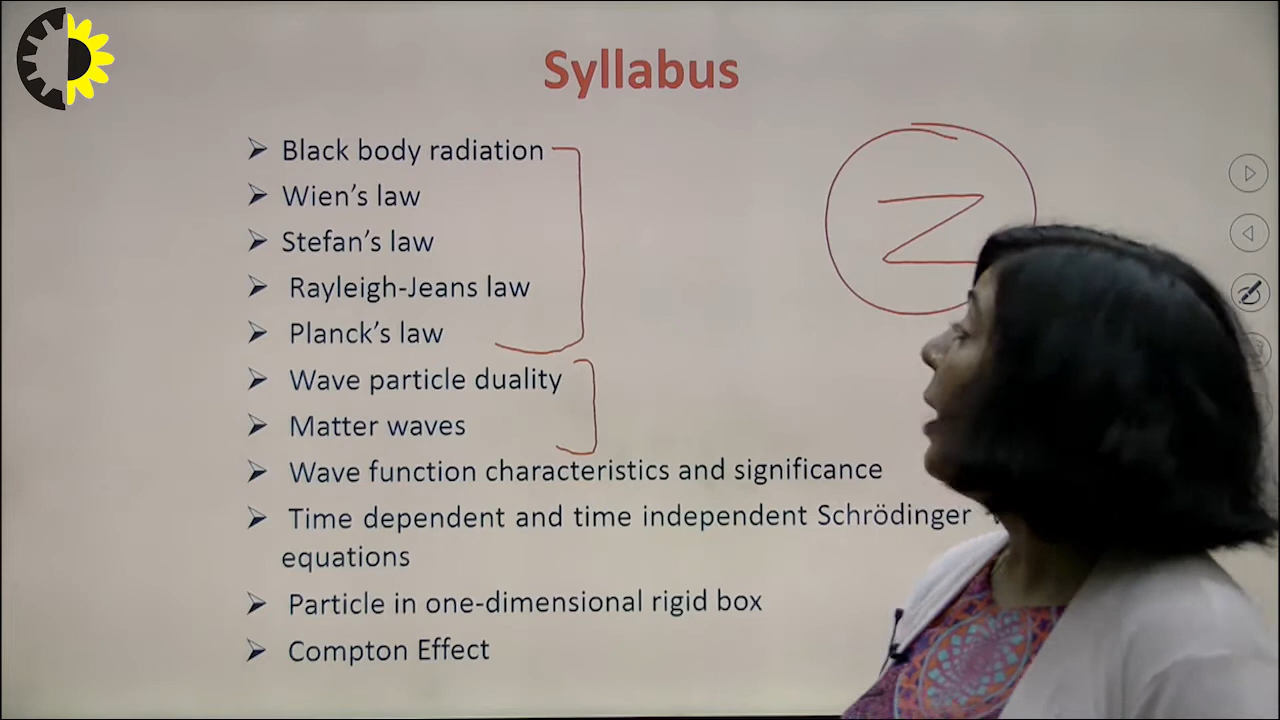 Syllabus
➢ Black body radiation
➢ Wien's law
➢ Stefan's law
➢ Rayleigh-Jeans law
➢ Planck's law
➢ Wave particle duality
➢ Matter waves
➢ Wave function characteristics and significance
➢ Time dependent and time independent Schrödinger
equations
➢ Particle in one-dimensional rigid box
➢ Compton Effect
Z